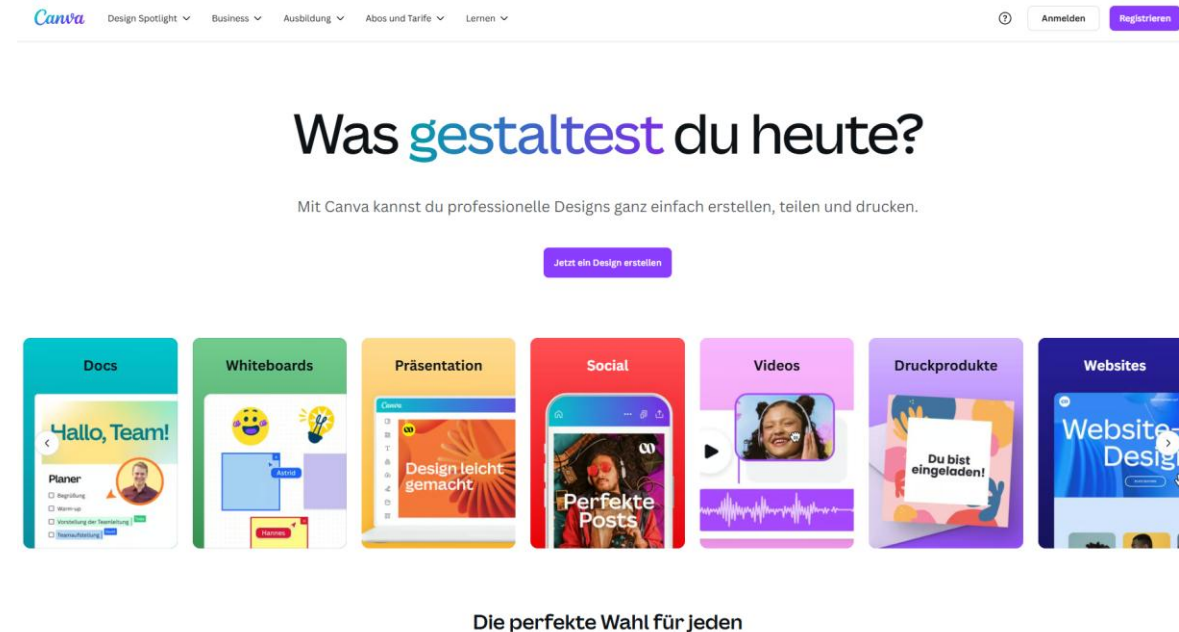 Canva
Design Spotlight
Business
Ausbildung
Abos und Tarife
Lernen
Anmelden
Registrieren
Was gestaltest du heute?
Mit Canva kannst du professionelle Designs ganz einfach erstellen, teilen und drucken.
Jetzt ein Design erstellen
Docs
Hallo, Team!
Planer
Begrüßung
Warm-up
Vorstellung der Teamleitung
Teamaufstellung
Whiteboards
Astrid
Hannes
Präsentation
Canva
Design leicht
gemacht
Social
Perfekte
Posts
Videos
Druckprodukte
Du bist
eingeladen!
Websites
Website-
Die perfekte Wahl für jeden